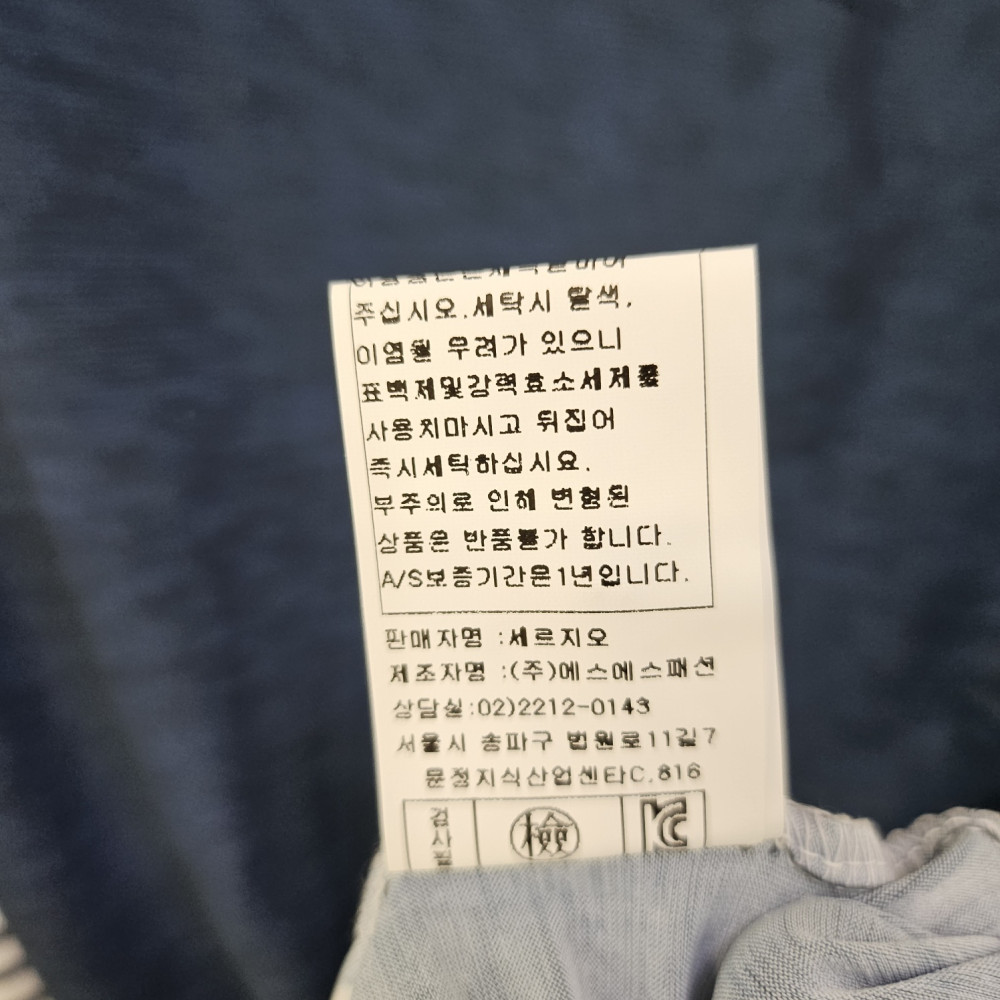 주십시오.세탁시 탈색,
이염될 우려가 있으니
표백제및강력효소세제를
사용치마시고 뒤집어
즉시세탁하십시요.
부주의로 인해 변형된
상품은 반품불가 합니다.
A/S보증기간은1년입니다.
판매자명 :세르지오
제조자명 :(주)에스에스패션
상담실:02)2212-0143
서울시 송파구 법원로11길7
문정지식산업센타C.816
검사필
檢
KC